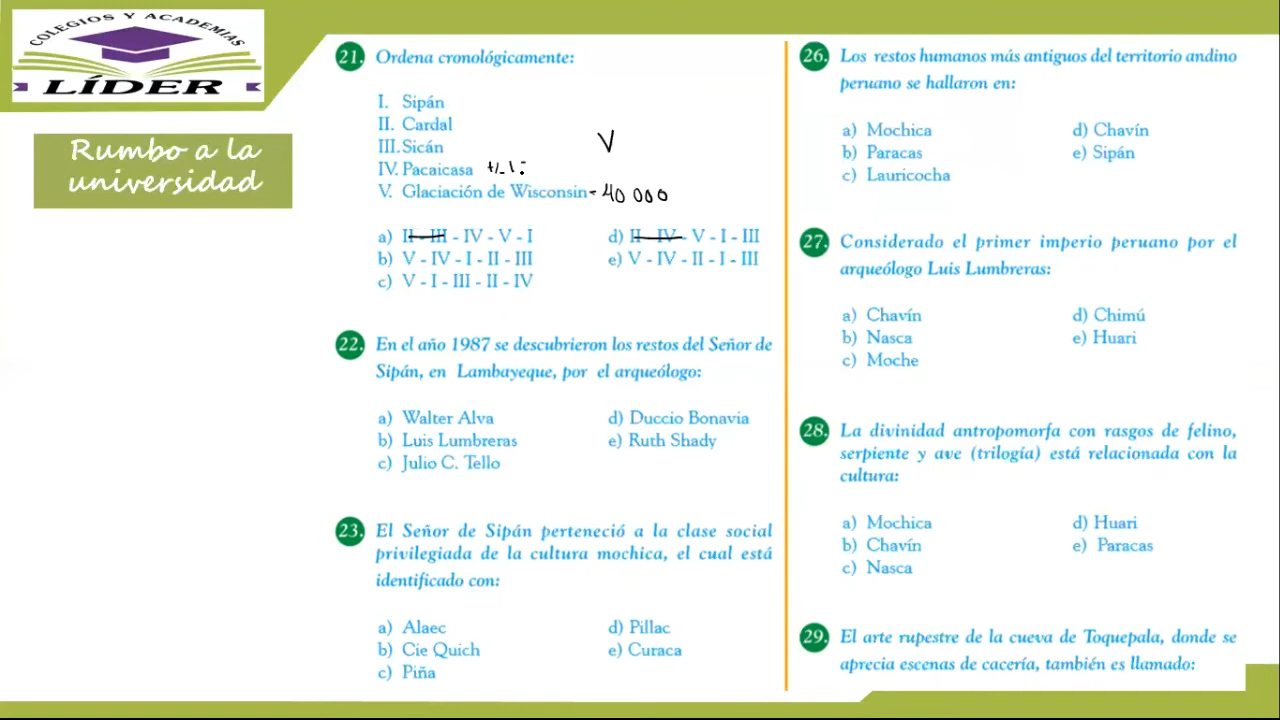 COLEGIOS Y ACADEMIAS
LÍDER
Rumbo a la
universidad
21. Ordena cronológicamente:
I. Sipán
II. Cardal
III. Sicán
V
IV. Pacaicasa
V. Glaciación de Wisconsin - 40 000
a) II - III - IV - V - I
d) II - IV - V - I - III
b) V - IV - I - II - III
e) V - IV - II - I - III
c) V - I - III - II - IV
22. En el año 1987 se descubrieron los restos del Señor de
Sipán, en Lambayeque, por el arqueólogo:
a) Walter Alva
d) Duccio Bonavia
b) Luis Lumbreras
e) Ruth Shady
c) Julio C. Tello
23. El Señor de Sipán perteneció a la clase social
privilegiada de la cultura mochica, el cual está
identificado con:
a) Alaec
d) Pillac
b) Cie Quich
e) Curaca
c) Piña
26. Los restos humanos más antiguos del territorio andino
peruano se hallaron en:
a) Mochica
d) Chavín
b) Paracas
e) Sipán
c) Lauricocha
27. Considerado el primer imperio peruano por el
arqueólogo Luis Lumbreras:
a) Chavín
d) Chimú
b) Nasca
e) Huari
c) Moche
28. La divinidad antropomorfa con rasgos de felino,
serpiente y ave (trilogía) está relacionada con la
cultura:
a) Mochica
d) Huari
b) Chavín
e) Paracas
c) Nasca
29. El arte rupestre de la cueva de Toquepala, donde se
aprecia escenas de cacería, también es llamado: